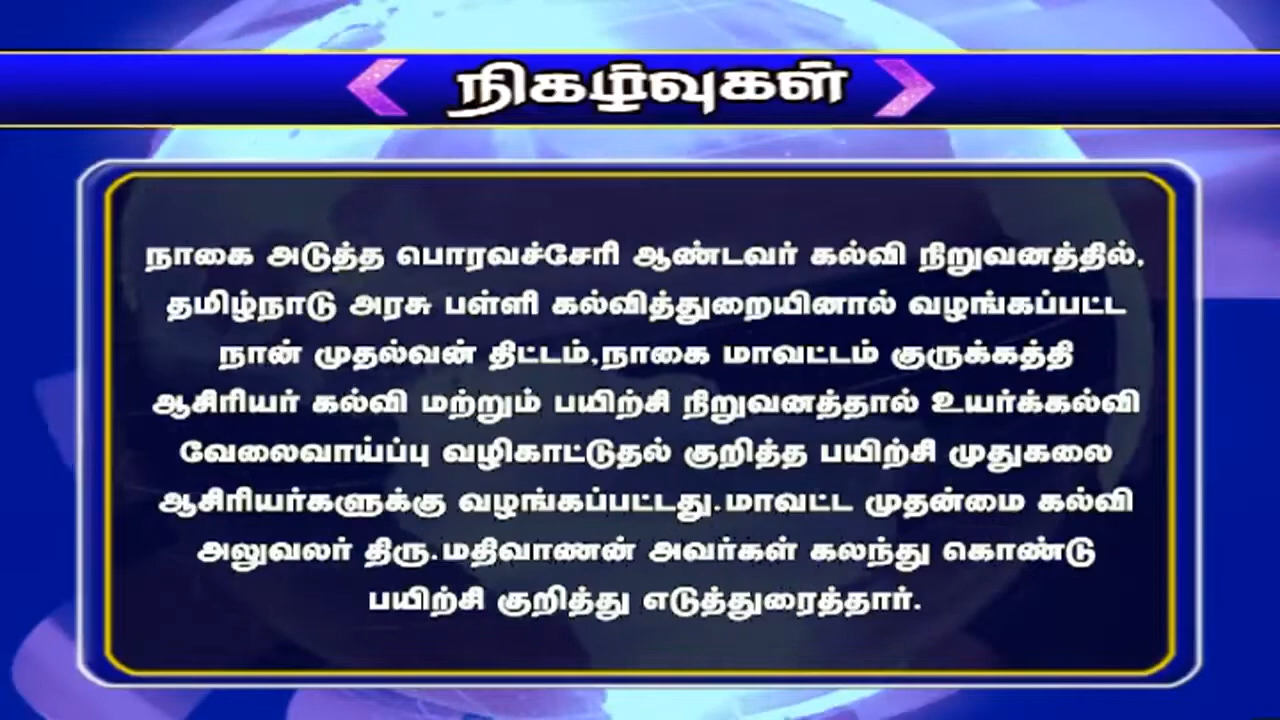 நிகழ்வுகள்
நாகை அடுத்த பொரவச்சேரி ஆண்டவர் கல்வி நிறுவனத்தில்,
தமிழ்நாடு அரசு பள்ளி கல்வித்துறையினால் வழங்கப்பட்ட
நான் முதல்வன் திட்டம்,நாகை மாவட்டம் குருக்கத்தி
ஆசிரியர் கல்வி மற்றும் பயிற்சி நிறுவனத்தால் உயர்க்கல்வி
வேலைவாய்ப்பு வழிகாட்டுதல் குறித்த பயிற்சி முதுகலை
ஆசிரியர்களுக்கு வழங்கப்பட்டது.மாவட்ட முதன்மை கல்வி
அலுவலர் திரு.மதிவாணன் அவர்கள் கலந்து கொண்டு
பயிற்சி குறித்து எடுத்துரைத்தார்.